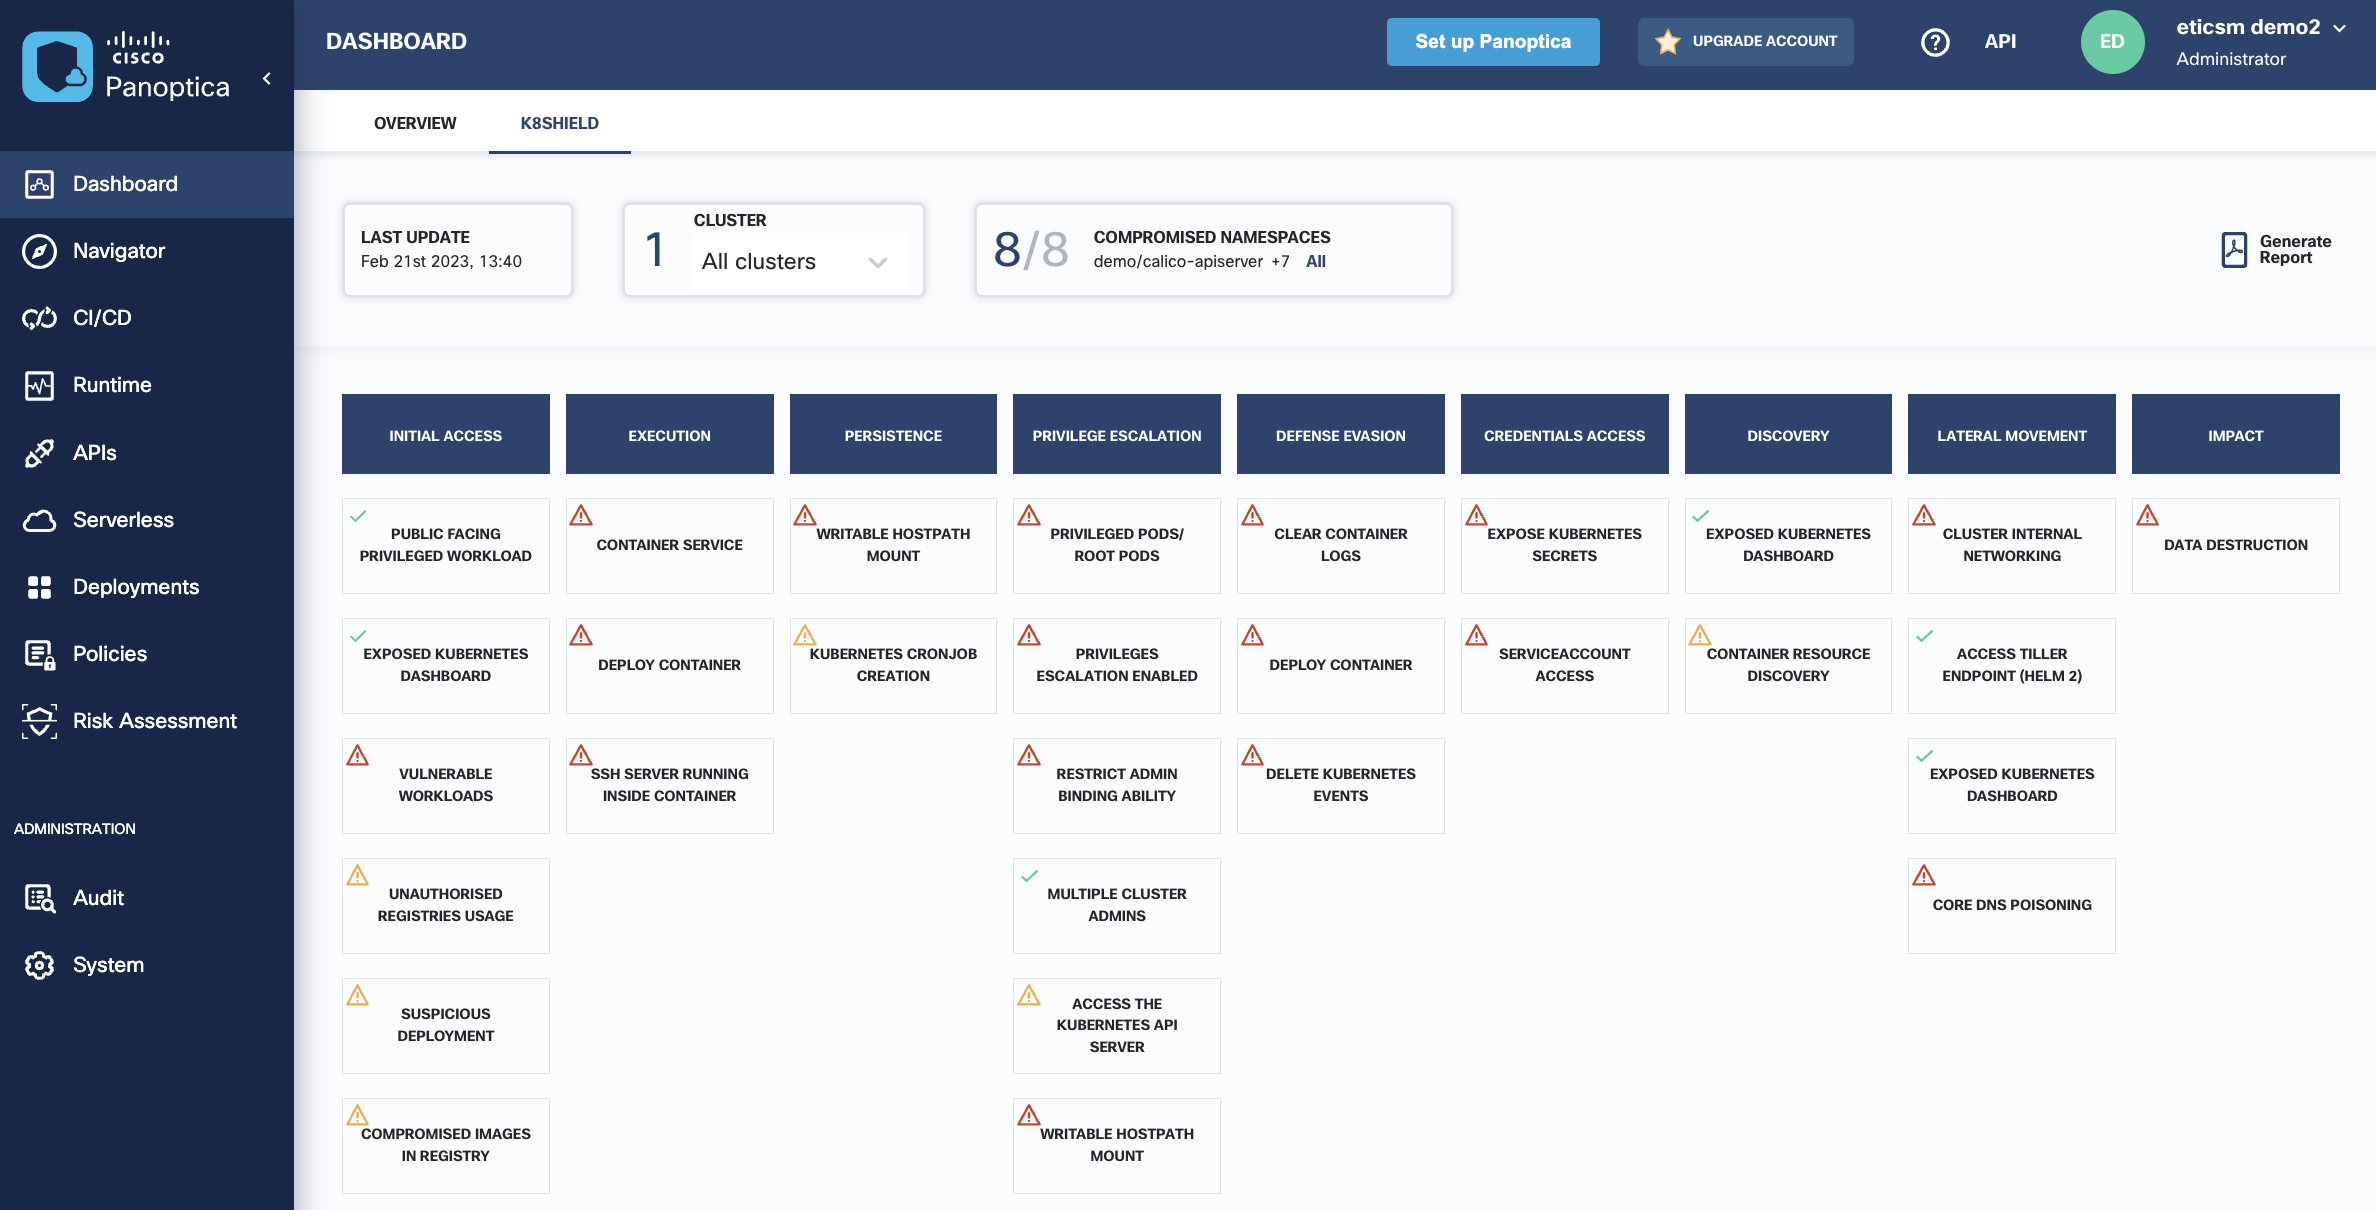 CISCO
Panoptica
DASHBOARD
Set up Panoptica
UPGRADE ACCOUNT
?
API
ED
eticsm demo2
Administrator
Dashboard
Navigator
CI/CD
Runtime
APIs
Serverless
Deployments
Policies
Risk Assessment
ADMINISTRATION
Audit
System
OVERVIEW
K8SHIELD
LAST UPDATE
Feb 21st 2023, 13:40
1
CLUSTER
All clusters
8/8
COMPROMISED NAMESPACES
demo/calico-apiserver +7 All
Generate
Report
INITIAL ACCESS
EXECUTION
PERSISTENCE
PRIVILEGE ESCALATION
DEFENSE EVASION
CREDENTIALS ACCESS
DISCOVERY
LATERAL MOVEMENT
IMPACT
PUBLIC FACING
PRIVILEGED WORKLOAD
CONTAINER SERVICE
WRITABLE HOSTPATH
MOUNT
PRIVILEGED PODS/
ROOT PODS
CLEAR CONTAINER
LOGS
EXPOSE KUBERNETES
SECRETS
EXPOSED KUBERNETES
DASHBOARD
CLUSTER INTERNAL
NETWORKING
DATA DESTRUCTION
EXPOSED KUBERNETES
DASHBOARD
DEPLOY CONTAINER
KUBERNETES CRONJOB
CREATION
PRIVILEGES
ESCALATION ENABLED
DEPLOY CONTAINER
SERVICEACCOUNT
ACCESS
CONTAINER RESOURCE
DISCOVERY
ACCESS TILLER
ENDPOINT (HELM 2)
VULNERABLE
WORKLOADS
SSH SERVER RUNNING
INSIDE CONTAINER
RESTRICT ADMIN
BINDING ABILITY
DELETE KUBERNETES
EVENTS
EXPOSED KUBERNETES
DASHBOARD
UNAUTHORISED
REGISTRIES USAGE
MULTIPLE CLUSTER
ADMINS
CORE DNS POISONING
SUSPICIOUS
DEPLOYMENT
ACCESS THE
KUBERNETES API
SERVER
COMPROMISED IMAGES
IN REGISTRY
WRITABLE HOSTPATH
MOUNT